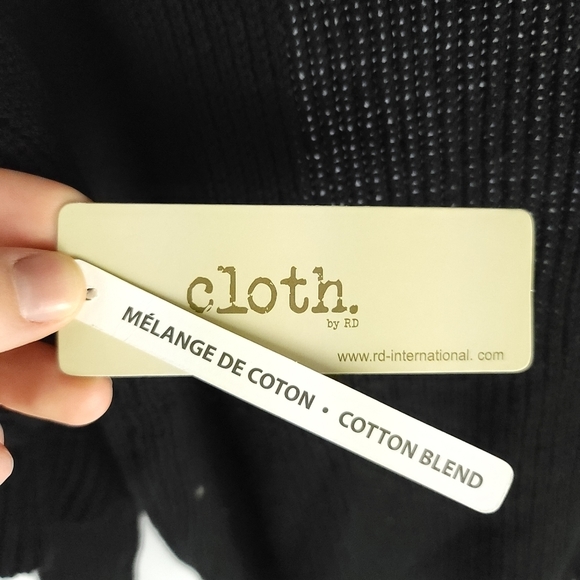 cloth.
by RD
www.rd-international. com
MÉLANGE DE COTON • COTTON BLEND